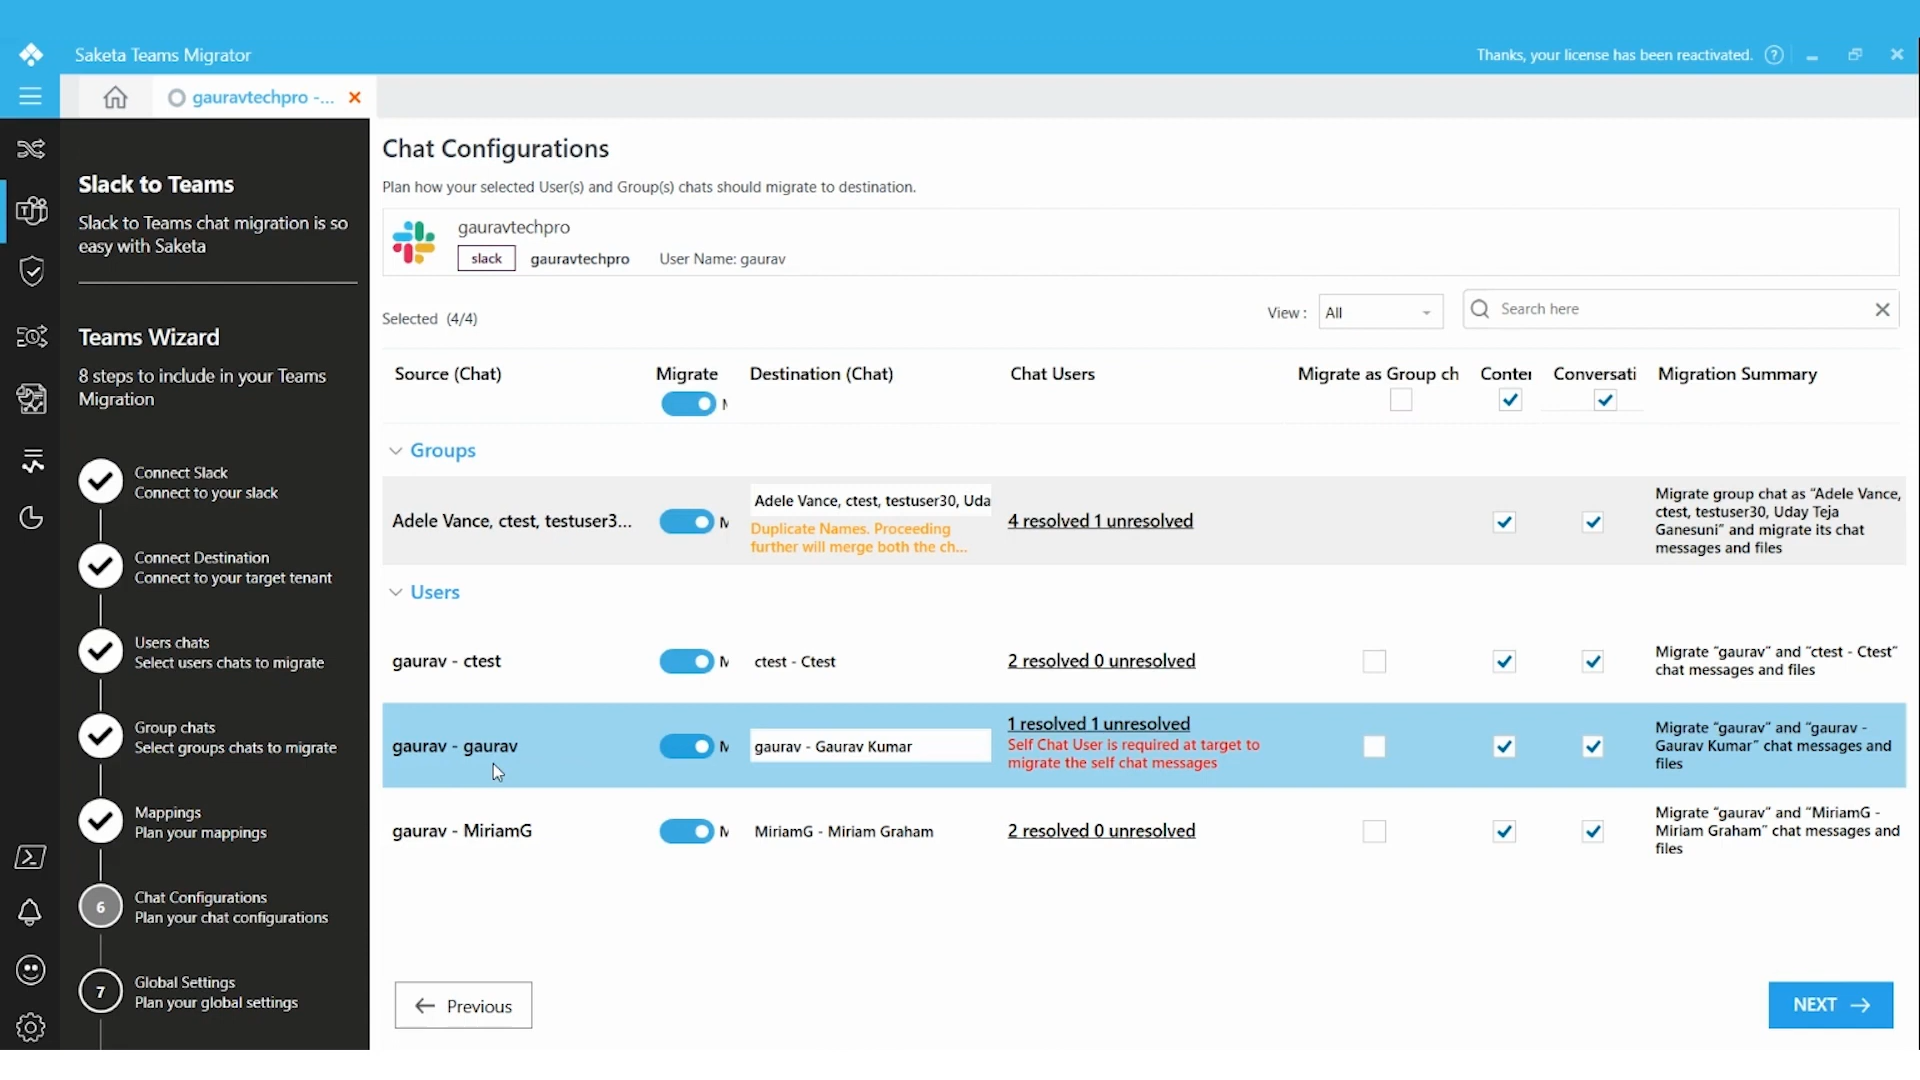 Saketa Teams Migrator
Thanks, your license has been reactivated.
gauravtechpro -...
Slack to Teams
Slack to Teams chat migration is so
easy with Saketa
Teams Wizard
8 steps to include in your Teams
Migration
Connect Slack
Connect to your slack
Connect Destination
Connect to your target tenant
Users chats
Select users chats to migrate
Group chats
Select groups chats to migrate
Mappings
Plan your mappings
6
Chat Configurations
Plan your chat configurations
7
Global Settings
Plan your global settings
Chat Configurations
Plan how your selected User(s) and Group(s) chats should migrate to destination.
gauravtechpro
slack gauravtechpro User Name: gaurav
Selected (4/4)
View : All
Search here
Source (Chat) Migrate Destination (Chat) Chat Users Migrate as Group ch Conter Conversati Migration Summary
Groups
Adele Vance, ctest, testuser3...
Adele Vance, ctest, testuser30, Uda
Duplicate Names. Proceeding
further will merge both the ch...
4 resolved 1 unresolved
Migrate group chat as "Adele Vance,
ctest, testuser30, Uday Teja
Ganesuni" and migrate its chat
messages and files
Users
gaurav - ctest
ctest - Ctest
2 resolved 0 unresolved
Migrate "gaurav" and "ctest - Ctest"
chat messages and files
gaurav - gaurav
gaurav - Gaurav Kumar
1 resolved 1 unresolved
Self Chat User is required at target to
migrate the self chat messages
Migrate "gaurav" and "gaurav -
Gaurav Kumar" chat messages and
files
gaurav - MiriamG
MiriamG - Miriam Graham
2 resolved 0 unresolved
Migrate "gaurav" and "MiriamG -
Miriam Graham" chat messages and
files
Previous
NEXT